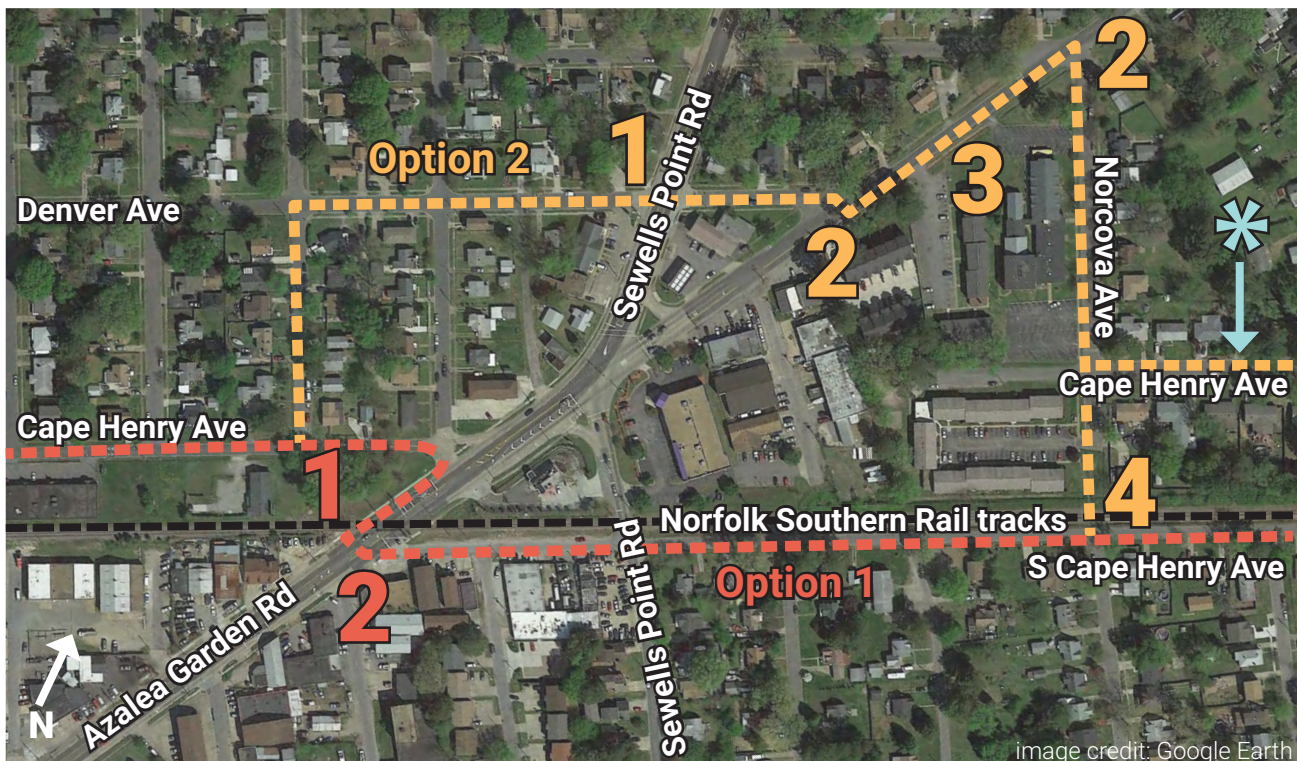 2
1
Option 2
3
Sewells Point Rd
Norcova Ave
Denver Ave
*
2
Cape Henry Ave
Cape Henry Ave
1
4
Norfolk Southern Rail tracks
Sewells Point Rd
S Cape Henry Ave
Option 1
2
Azalea Garden Rd
N
image credit: Google Earth